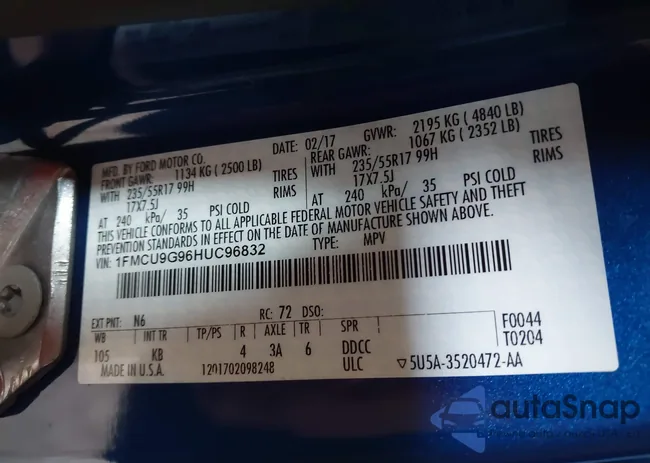 MFD. BY FORD MOTOR CO. DATE: 02/17 GVWR: 2195 KG ( 4840 LB)
FRONT GAWR: 1134 KG ( 2500 LB) REAR GAWR: 1067 KG ( 2352 LB)
WITH 235/55R17 99H TIRES WITH 235/55R17 99H TIRES
17X7.5J RIMS 17X7.5J RIMS
AT 240 kPa/ 35 PSI COLD AT 240 kPa/ 35 PSI COLD
THIS VEHICLE CONFORMS TO ALL APPLICABLE FEDERAL MOTOR VEHICLE SAFETY AND THEFT
PREVENTION STANDARDS IN EFFECT ON THE DATE OF MANUFACTURE SHOWN ABOVE.
VIN: 1FMCU9G96HUC96832 TYPE: MPV
EXT PNT: N6 RC: 72 DSO: F0044
WB INT TR TP/PS R AXLE TR SPR T0204
105 KB 4 3A 6 DDCC
MADE IN U.S.A. 1201702098248 ULC ▽5U5A-3520472-AA
autoSnap